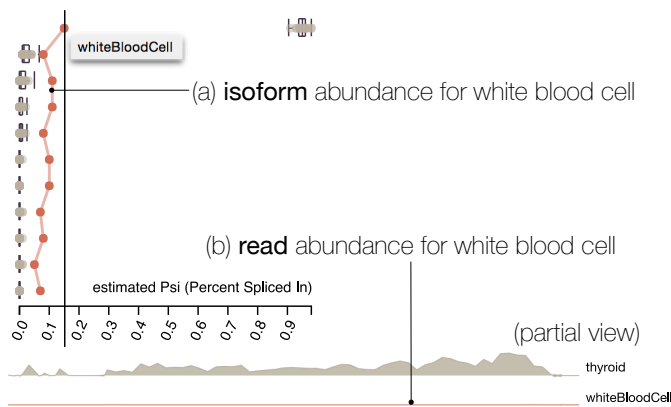 whiteBloodCell
(a) isoform abundance for white blood cell
(b) read abundance for white blood cell
estimated Psi (Percent Spliced In)
0.0 0.1 0.2 0.3 0.4 0.5 0.6 0.7 0.8 0.9
(partial view)
thyroid
whiteBloodCell